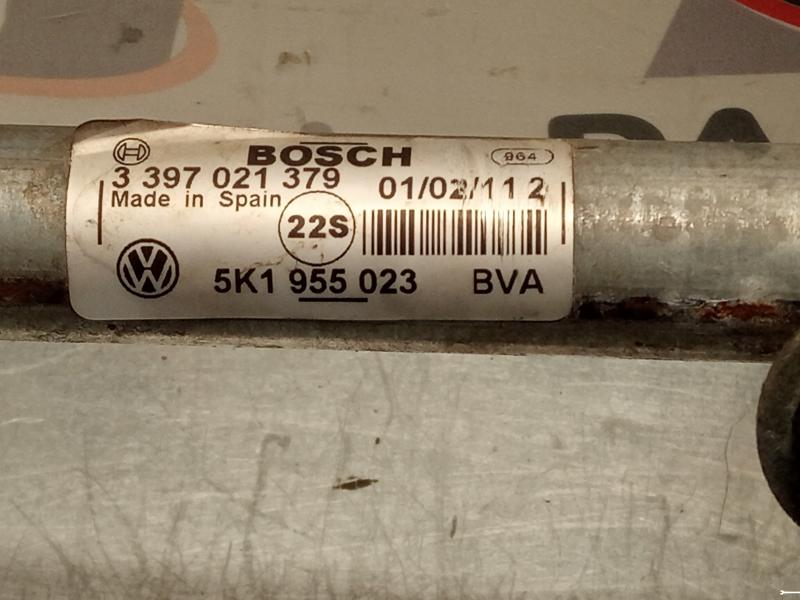 BOSCH 964
3 397 021 379 01/02/11 2
Made in Spain
22S
5K1 955 023 BVA